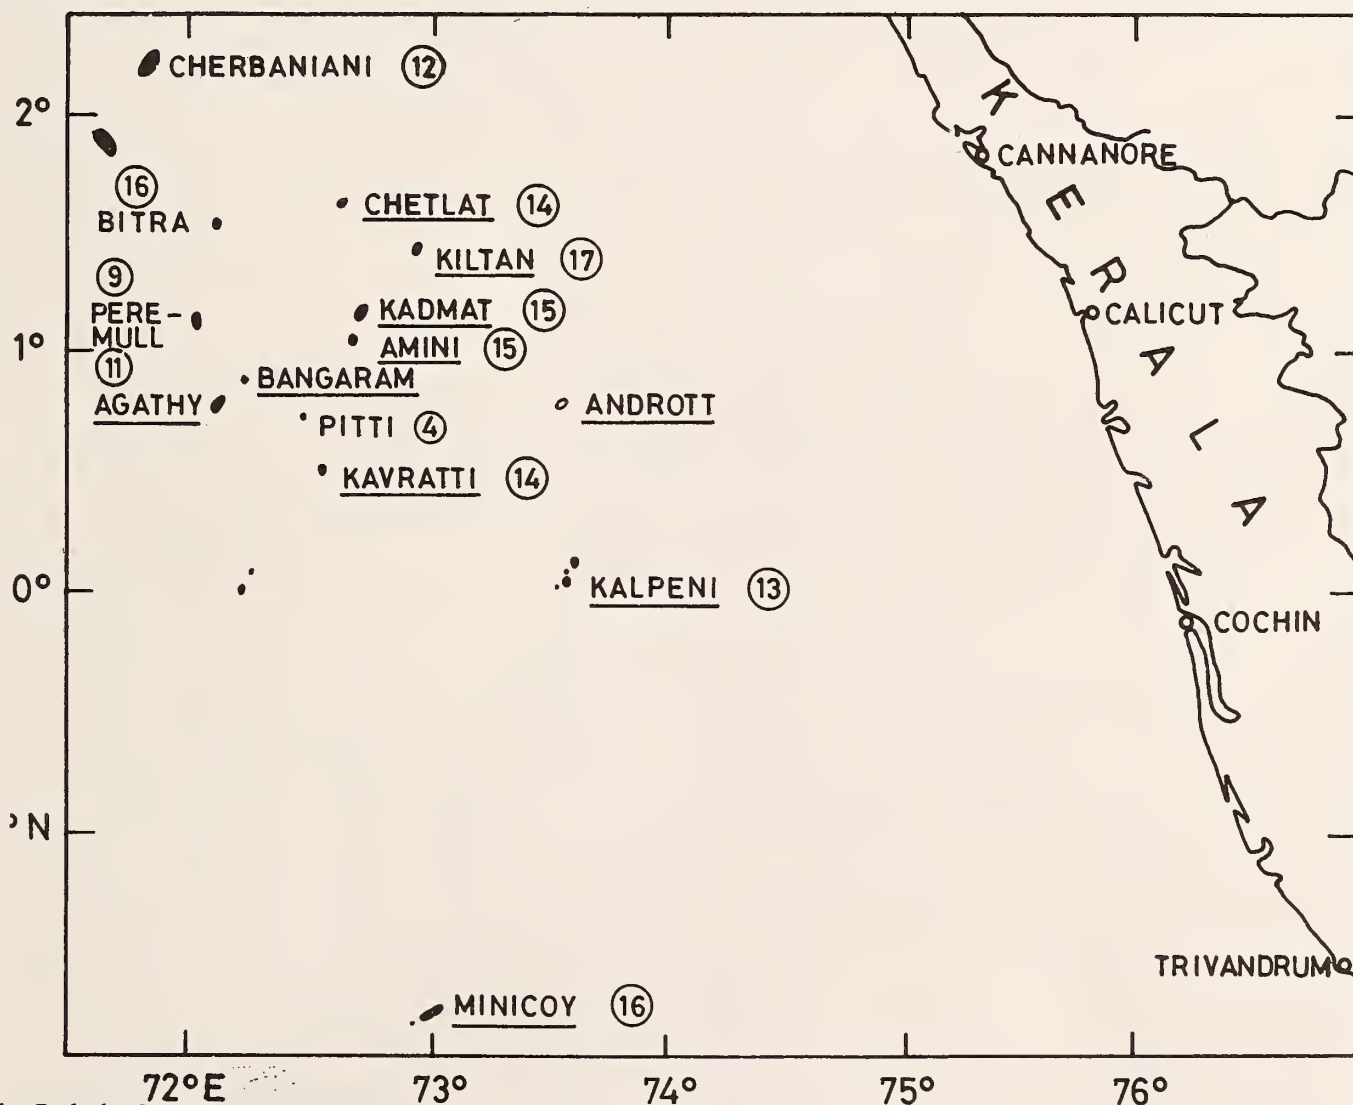 CHERBANIANI 12
2°
16
BITRA
CHETLAT 14
KILTAN 17
9
PERE-
MULL
KADMAT 15
AMINI 15
1°
11
AGATHY
BANGARAM
PITTI 4
ANDROTT
KAVRATTI 14
0°
KALPENI 13
°N
MINICOY 16
KERALA
CANNANORE
CALICUT
COCHIN
TRIVANDRUM
72°E 73° 74° 75° 76°